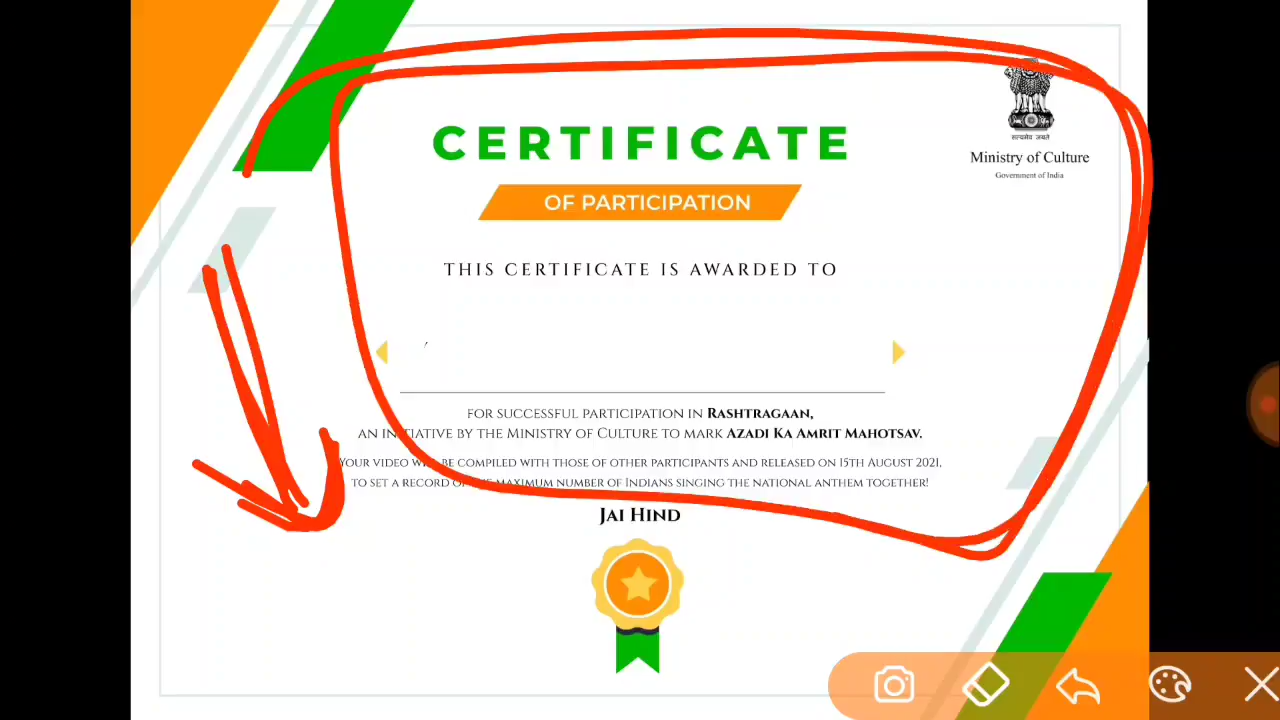 CERTIFICATE
OF PARTICIPATION
सत्यमेव जयते
Ministry of Culture
Government of India
THIS CERTIFICATE IS AWARDED TO
FOR SUCCESSFUL PARTICIPATION IN RASHTRAGAAN,
AN INITIATIVE BY THE MINISTRY OF CULTURE TO MARK AZADI KA AMRIT MAHOTSAV.
YOUR VIDEO WILL BE COMPILED WITH THOSE OF OTHER PARTICIPANTS AND RELEASED ON 15TH AUGUST 2021,
TO SET A RECORD OF THE MAXIMUM NUMBER OF INDIANS SINGING THE NATIONAL ANTHEM TOGETHER!
JAI HIND